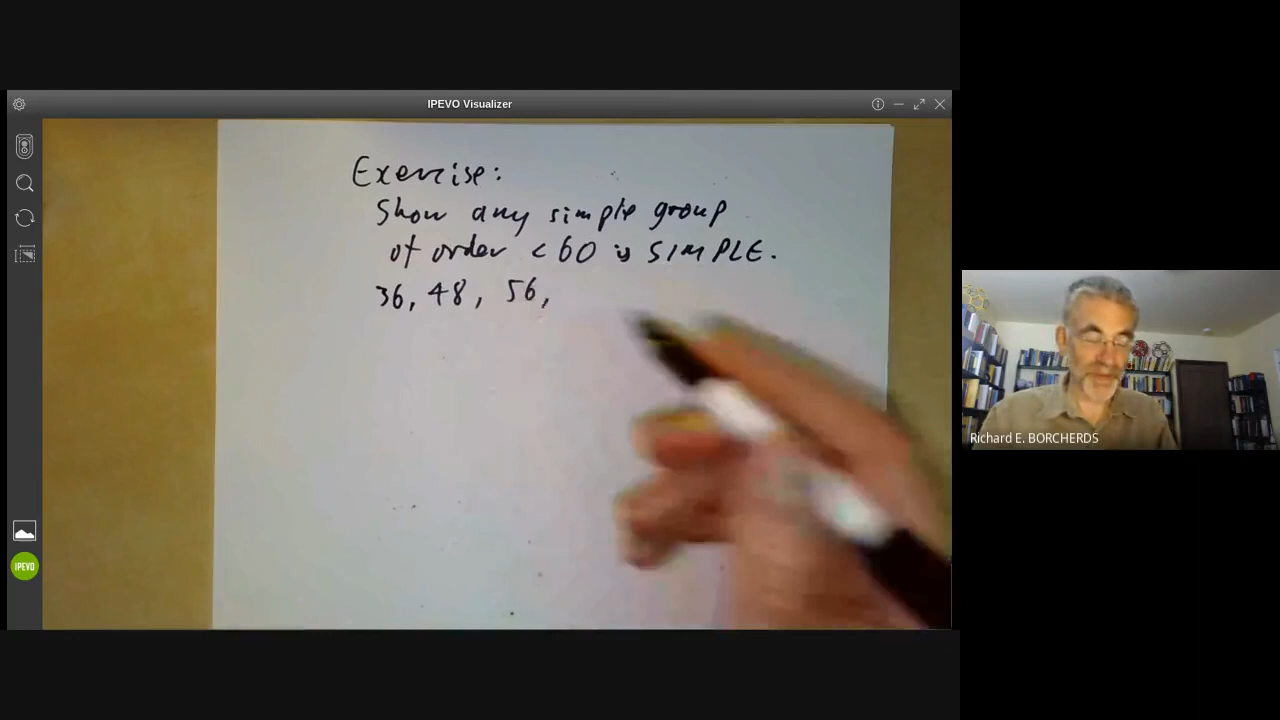 IPEVO Visualizer
Exercise:
Show any simple group
of order < 60 is SIMPLE.
36, 48, 56,
Richard E. BORCHERDS
IPEVO